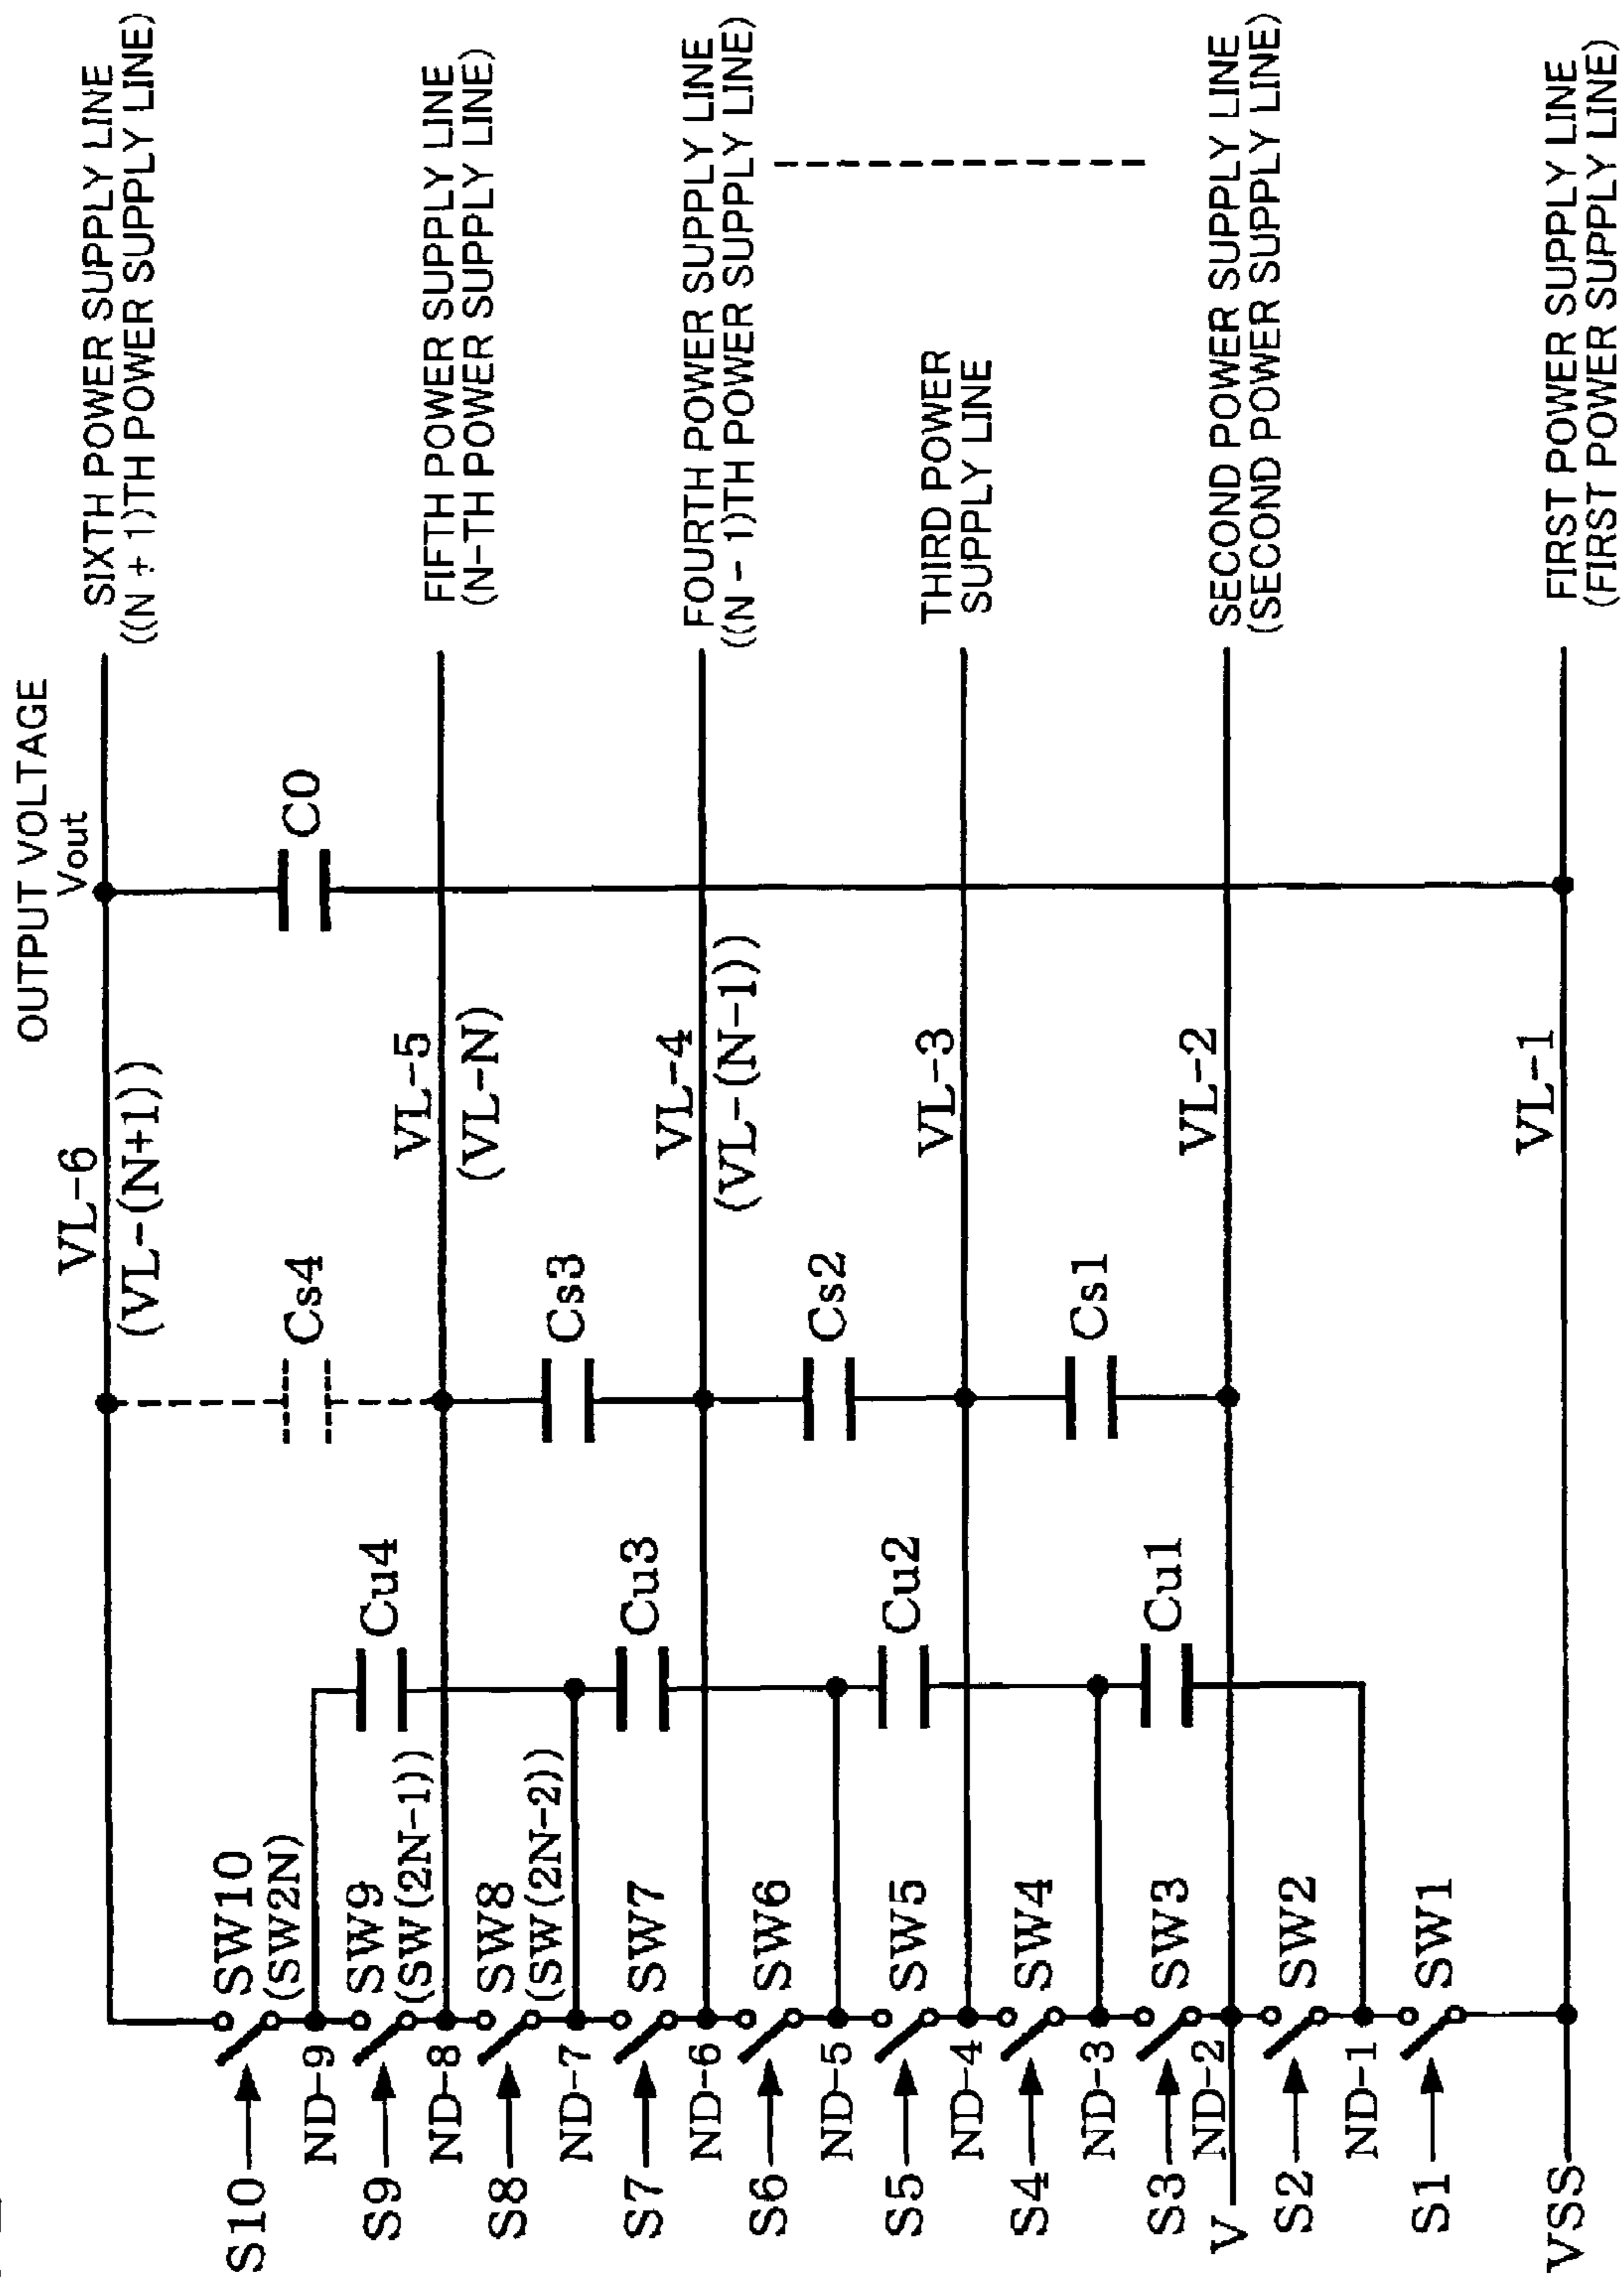 OUTPUT VOLTAGE
Vout
SIXTH POWER SUPPLY LINE
((N + 1)TH POWER SUPPLY LINE)
VL-6
(VL-(N+1))
C0
Cs4
S10
SW10
(SW2N)
ND-9
Cu4
S9
SW9
(SW(2N-1))
ND-8
VL-5
(VL-N)
FIFTH POWER SUPPLY LINE
(N-TH POWER SUPPLY LINE)
S8
SW8
(SW(2N-2))
ND-7
Cs3
Cu3
S7
SW7
ND-6
VL-4
(VL-(N-1))
FOURTH POWER SUPPLY LINE
((N - 1)TH POWER SUPPLY LINE)
S6
SW6
ND-5
Cs2
Cu2
S5
SW5
ND-4
VL-3
THIRD POWER
SUPPLY LINE
S4
SW4
ND-3
Cs1
Cu1
S3
SW3
ND-2
V
VL-2
SECOND POWER SUPPLY LINE
(SECOND POWER SUPPLY LINE)
S2
SW2
ND-1
S1
SW1
VSS
VL-1
FIRST POWER SUPPLY LINE
(FIRST POWER SUPPLY LINE)